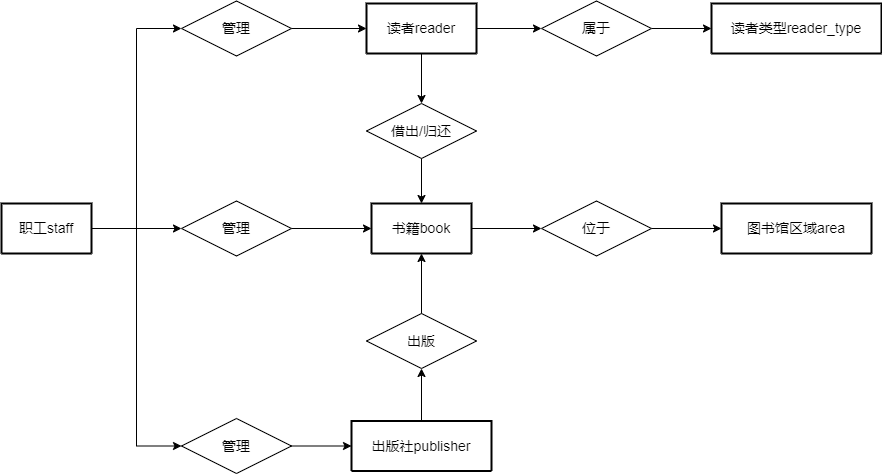 管理
读者reader
属于
读者类型reader_type
借出/归还
职工staff
管理
书籍book
位于
图书馆区域area
出版
管理
出版社publisher